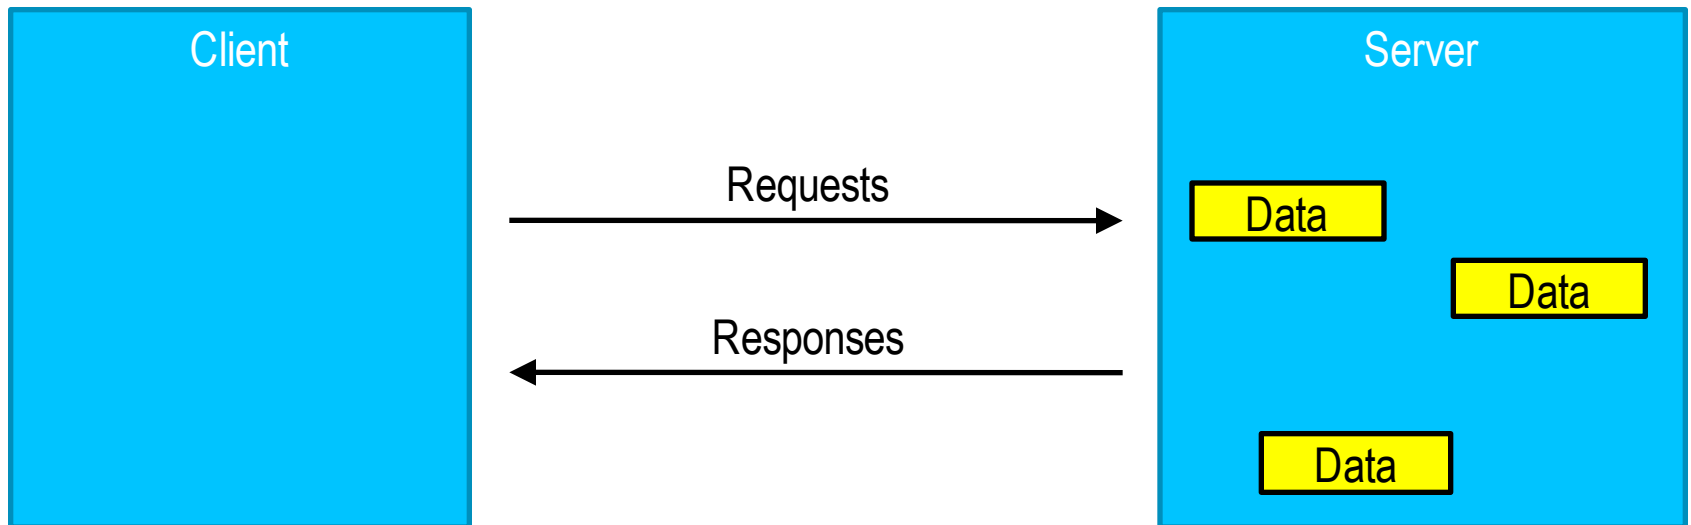 Client
Server
Requests
Data
Data
Responses
Data